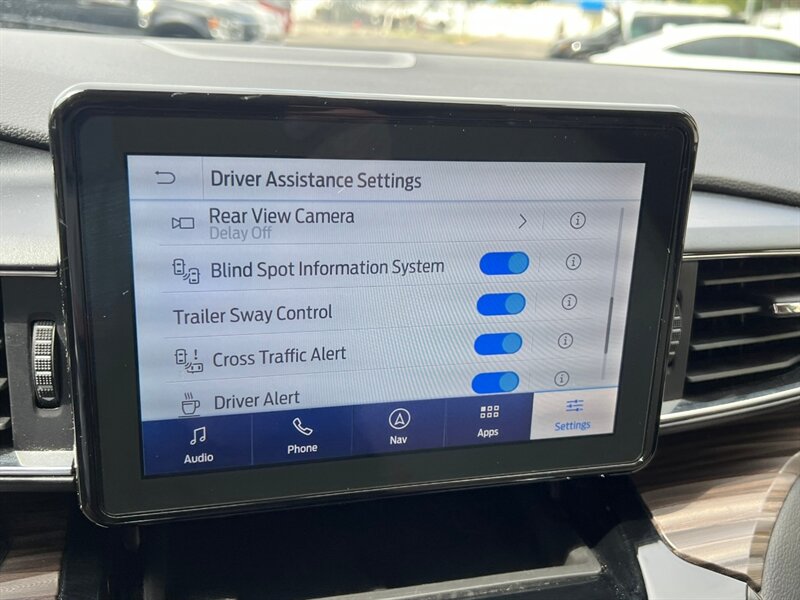 Driver Assistance Settings
Rear View Camera
Delay Off
Blind Spot Information System
Trailer Sway Control
Cross Traffic Alert
Driver Alert
Audio
Phone
Nav
Apps
Settings